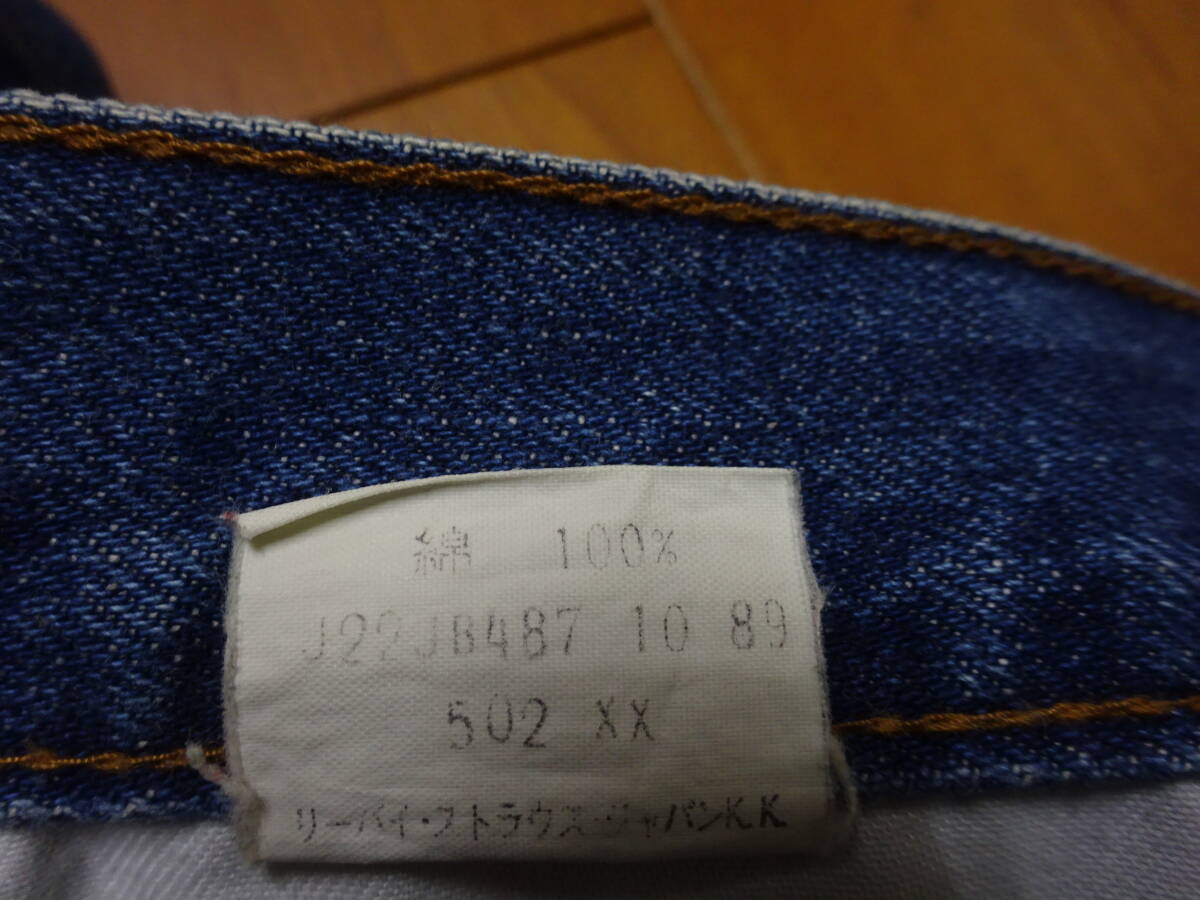 綿 100%
J22JB487 10 89
502 XX
リーバイ・ストラウス・ジャパンK.K